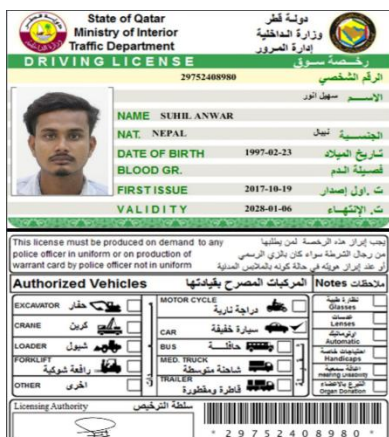 State of Qatar
Ministry of Interior
Traffic Department
دولة قطر
وزارة الداخلية
إدارة المرور
DRIVING LICENSE رخصة سوق
29752408980 الرقم الشخصي
الاسم سهيل انور
NAME SUHIL ANWAR
NAT. NEPAL الجنسية نيبال
DATE OF BIRTH 1997-02-23 تاريخ الميلاد
BLOOD GR. فصيلة الدم
FIRST ISSUE 2017-10-19 ت .اول إصدار
VALIDITY 2028-01-06 ت. الإنتهاء
This license must be produced on demand to any
police officer in uniform or on production of
warrant card by police officer not in uniform
يجب إبراز هذه الرخصة لمن يطلبها
من رجال الشرطة سواء كان بالزي الرسمي
أو عند إبراز هويته في حالة كونه بالملابس المدنية
Authorized Vehicles المركبات المصرح بقيادتها
Notes ملاحظات
EXCAVATOR حفار
CRANE كرين
LOADER شيول
FORKLIFT رافعة شوكية
OTHER اخرى
MOTOR CYCLE دراجة نارية
CAR سيارة خفيفة
BUS حافلة
MED. TRUCK شاحنة متوسطة
TRAILER قاطرة ومقطورة
نظارة طبية
Glasses
عدسات
Lenses
اوتوماتيك
Automatic
احتياجات خاصة
Handicaps
اعاقة سمعية
Hearing Disability
التبرع بالاعضاء
Organ Donation
Licensing Authority سلطة الترخيص
* 2 9 7 5 2 4 0 8 9 8 0 *